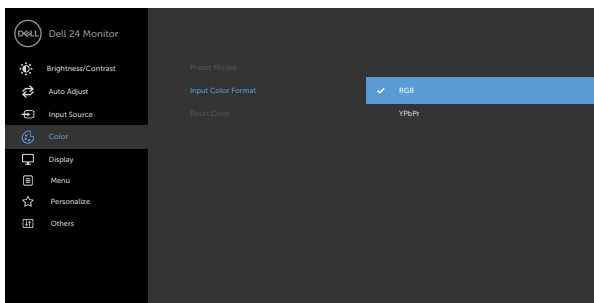 DELL Dell 24 Monitor
Brightness/Contrast
Auto Adjust
Input Source
Color
Display
Menu
Personalize
Others
Preset Modes
Input Color Format
Reset Color
RGB
YPbPr